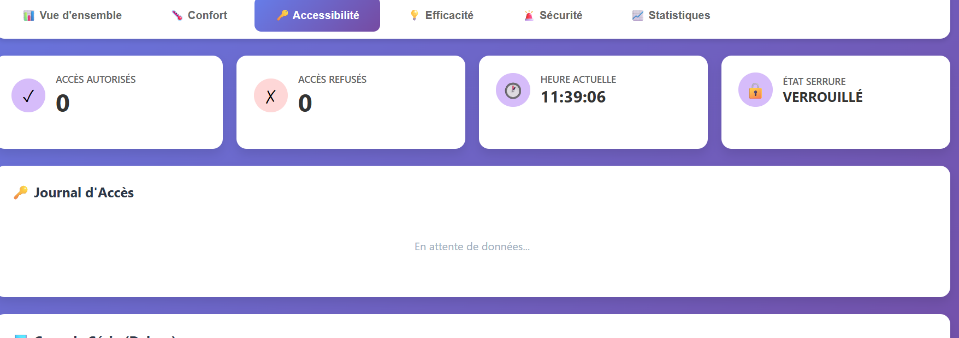 Vue d'ensemble Confort Accessibilité Efficacité Sécurité Statistiques
ACCÈS AUTORISÉS
0
ACCÈS REFUSÉS
0
HEURE ACTUELLE
11:39:06
ÉTAT SERRURE
VERROUILLÉ
Journal d'Accès
En attente de données...